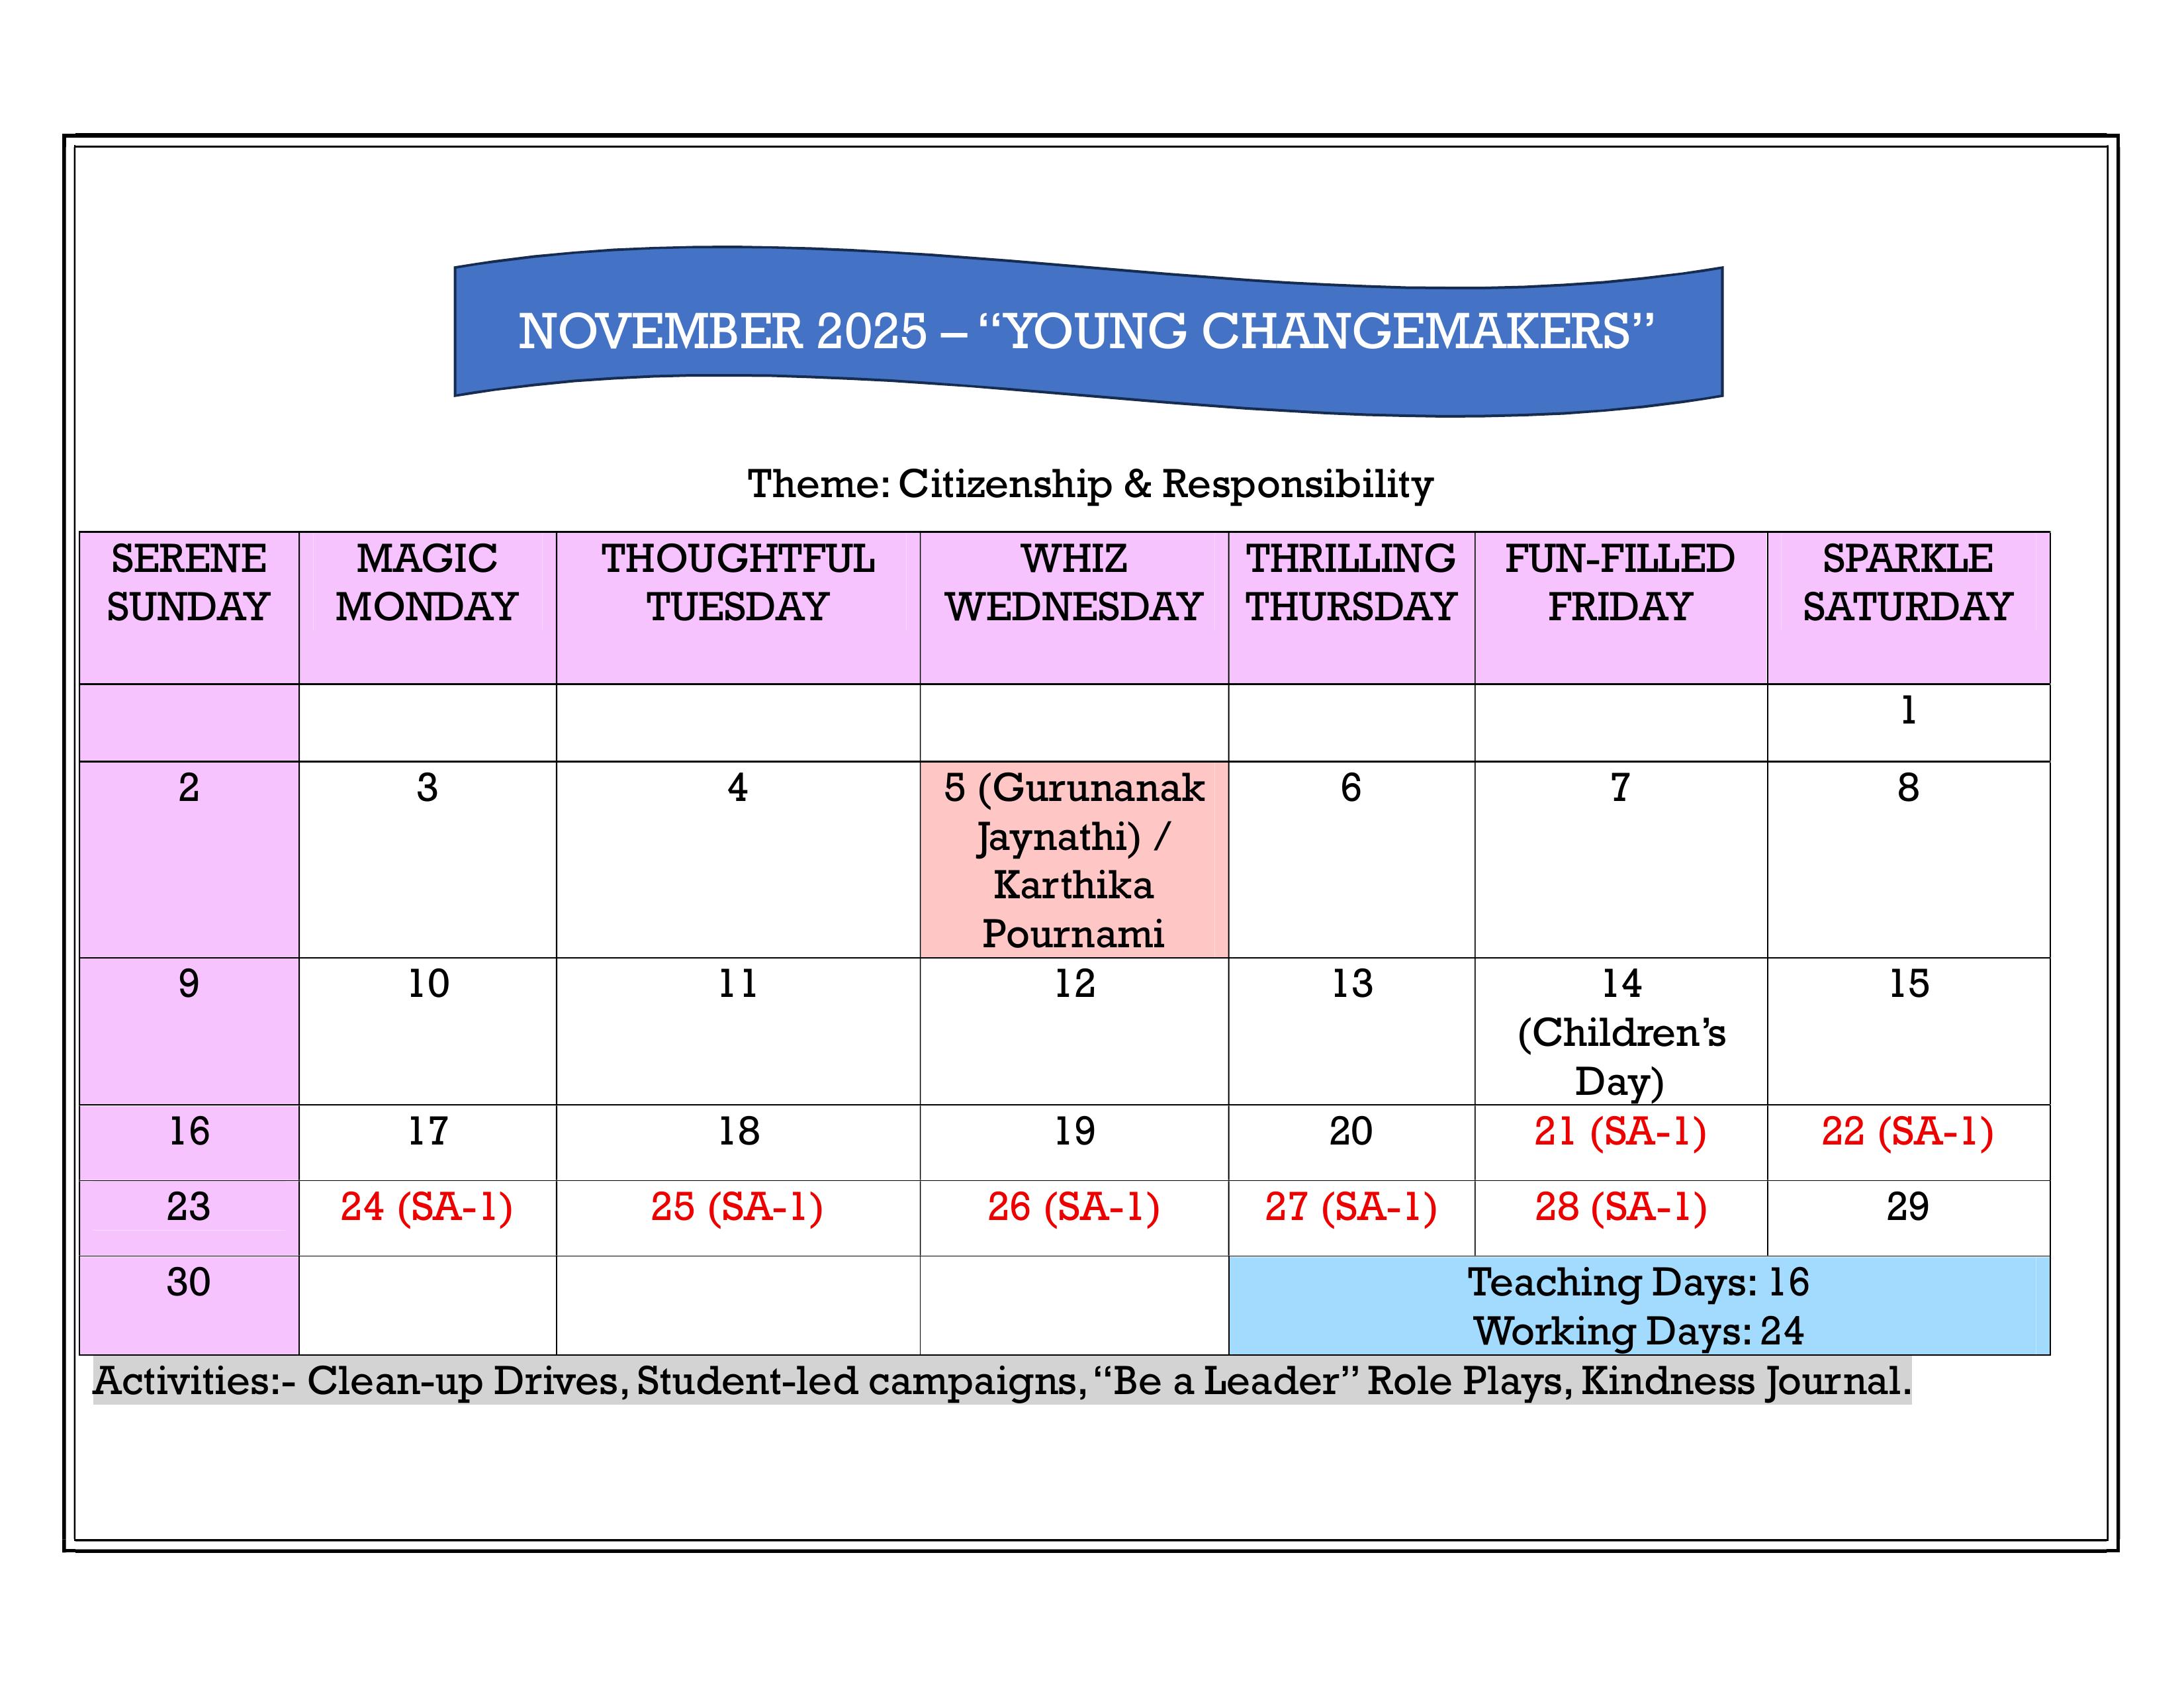 NOVEMBER 2025 – “YOUNG CHANGEMAKERS”
Theme: Citizenship & Responsibility
SERENE SUNDAY MAGIC MONDAY THOUGHTFUL TUESDAY WHIZ WEDNESDAY THRILLING THURSDAY FUN-FILLED FRIDAY SPARKLE SATURDAY
1
2 3 4 5 (Gurunanak Jaynathi) / Karthika Pournami 6 7 8
9 10 11 12 13 14 (Children’s Day) 15
16 17 18 19 20 21 (SA-1) 22 (SA-1)
23 24 (SA-1) 25 (SA-1) 26 (SA-1) 27 (SA-1) 28 (SA-1) 29
30 Teaching Days: 16
Working Days: 24
Activities:- Clean-up Drives, Student-led campaigns, “Be a Leader” Role Plays, Kindness Journal.